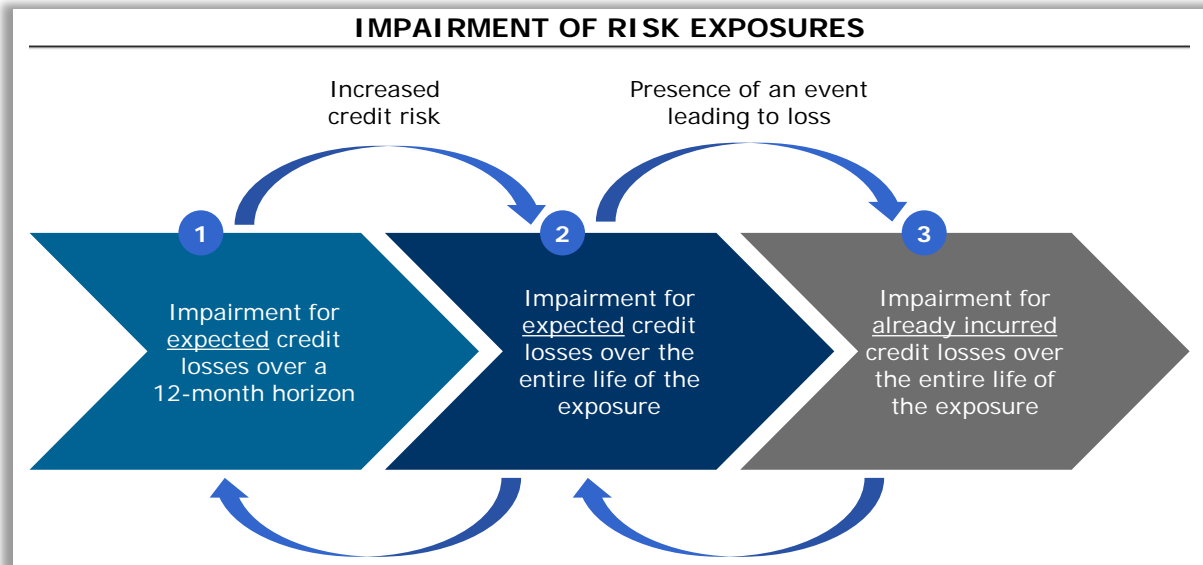 IMPAIRMENT OF RISK EXPOSURES
Increased
credit risk
Presence of an event
leading to loss
1
Impairment for
expected credit
losses over a
12-month horizon
2
Impairment for
expected credit
losses over the
entire life of the
exposure
3
Impairment for
already incurred
credit losses over
the entire life of
the exposure